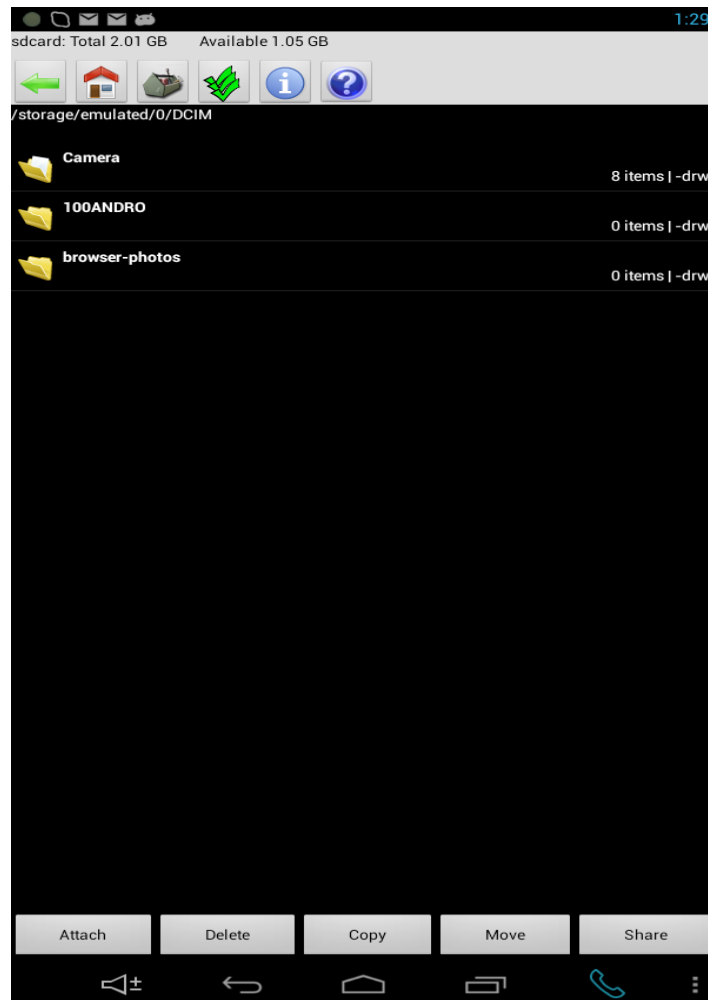 1:29
sdcard: Total 2.01 GB Available 1.05 GB
/storage/emulated/0/DCIM
Camera
8 items | -drw
100ANDRO
0 items | -drw
browser-photos
0 items | -drw
Attach Delete Copy Move Share